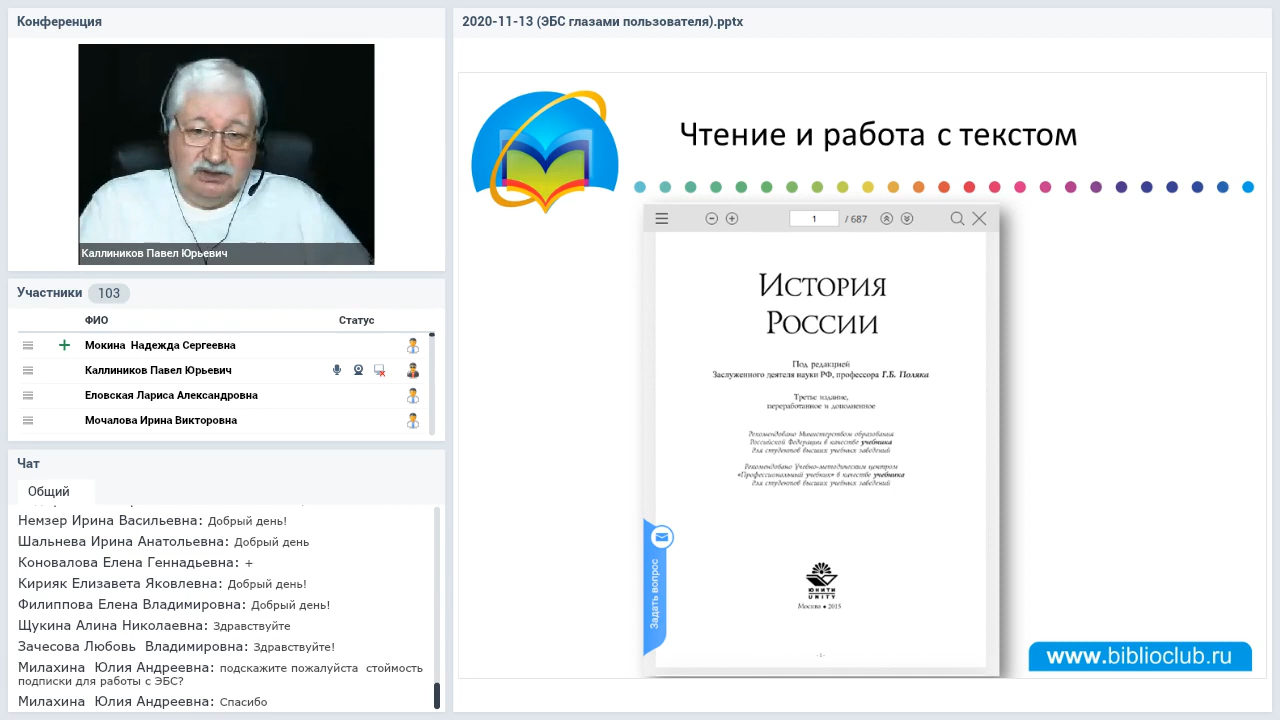 Конференция
Каллиников Павел Юрьевич
Участники 103
ФИО Статус
Мокина Надежда Сергеевна
Каллиников Павел Юрьевич
Еловская Лариса Александровна
Мочалова Ирина Викторовна
Чат
Общий
Немзер Ирина Васильевна: Добрый день!
Шальнева Ирина Анатольевна: Добрый день
Коновалова Елена Геннадьевна: +
Кирияк Елизавета Яковлевна: Добрый день!
Филиппова Елена Владимировна: Добрый день!
Щукина Алина Николаевна: Здравствуйте
Зачесова Любовь Владимировна: Здравствуйте!
Милахина Юлия Андреевна: подскажите пожалуйста стоимость
подписки для работы с ЭБС?
Милахина Юлия Андреевна: Спасибо
2020-11-13 (ЭБС глазами пользователя).pptx
Чтение и работа с текстом
1 / 687
История
России
Под редакцией
Заслуженного деятеля науки РФ, профессора Г.Б. Поляка
Третье издание,
переработанное и дополненное
Рекомендовано Министерством образования
Российской Федерации в качестве учебника
для студентов высших учебных заведений
Рекомендовано Учебно-методическим центром
«Профессиональный учебник» в качестве учебника
для студентов высших учебных заведений
Задать вопрос
ЮНИТИ
UNITY
Москва • 2015
- 1 -
www.biblioclub.ru